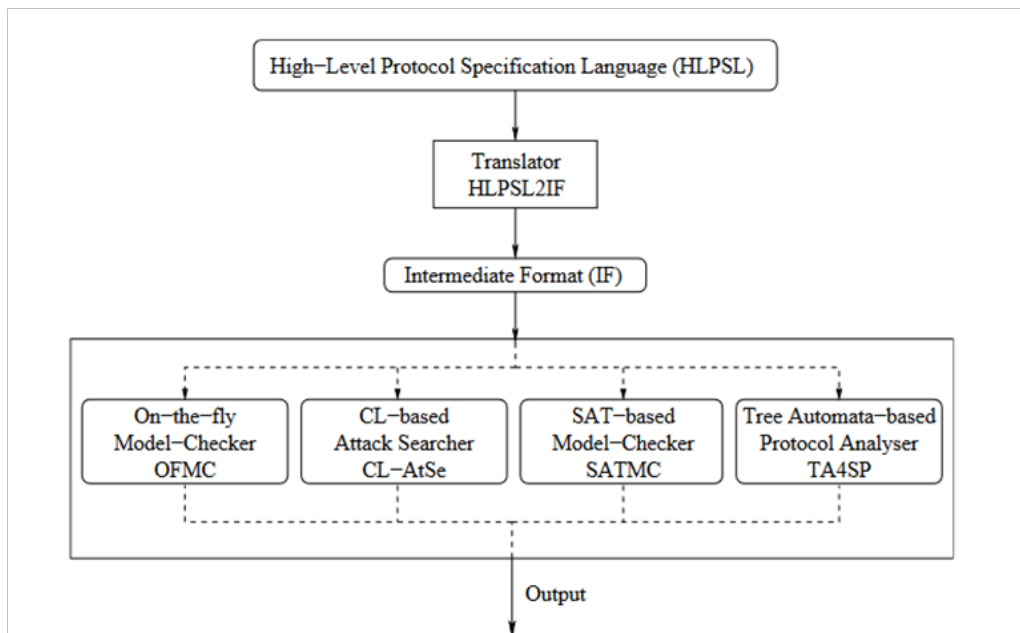 High−Level Protocol Specification Language (HLPSL)
Translator
HLPSL2IF
Intermediate Format (IF)
On−the−fly
Model−Checker
OFMC
CL−based
Attack Searcher
CL−AtSe
SAT−based
Model−Checker
SATMC
Tree Automata−based
Protocol Analyser
TA4SP
Output